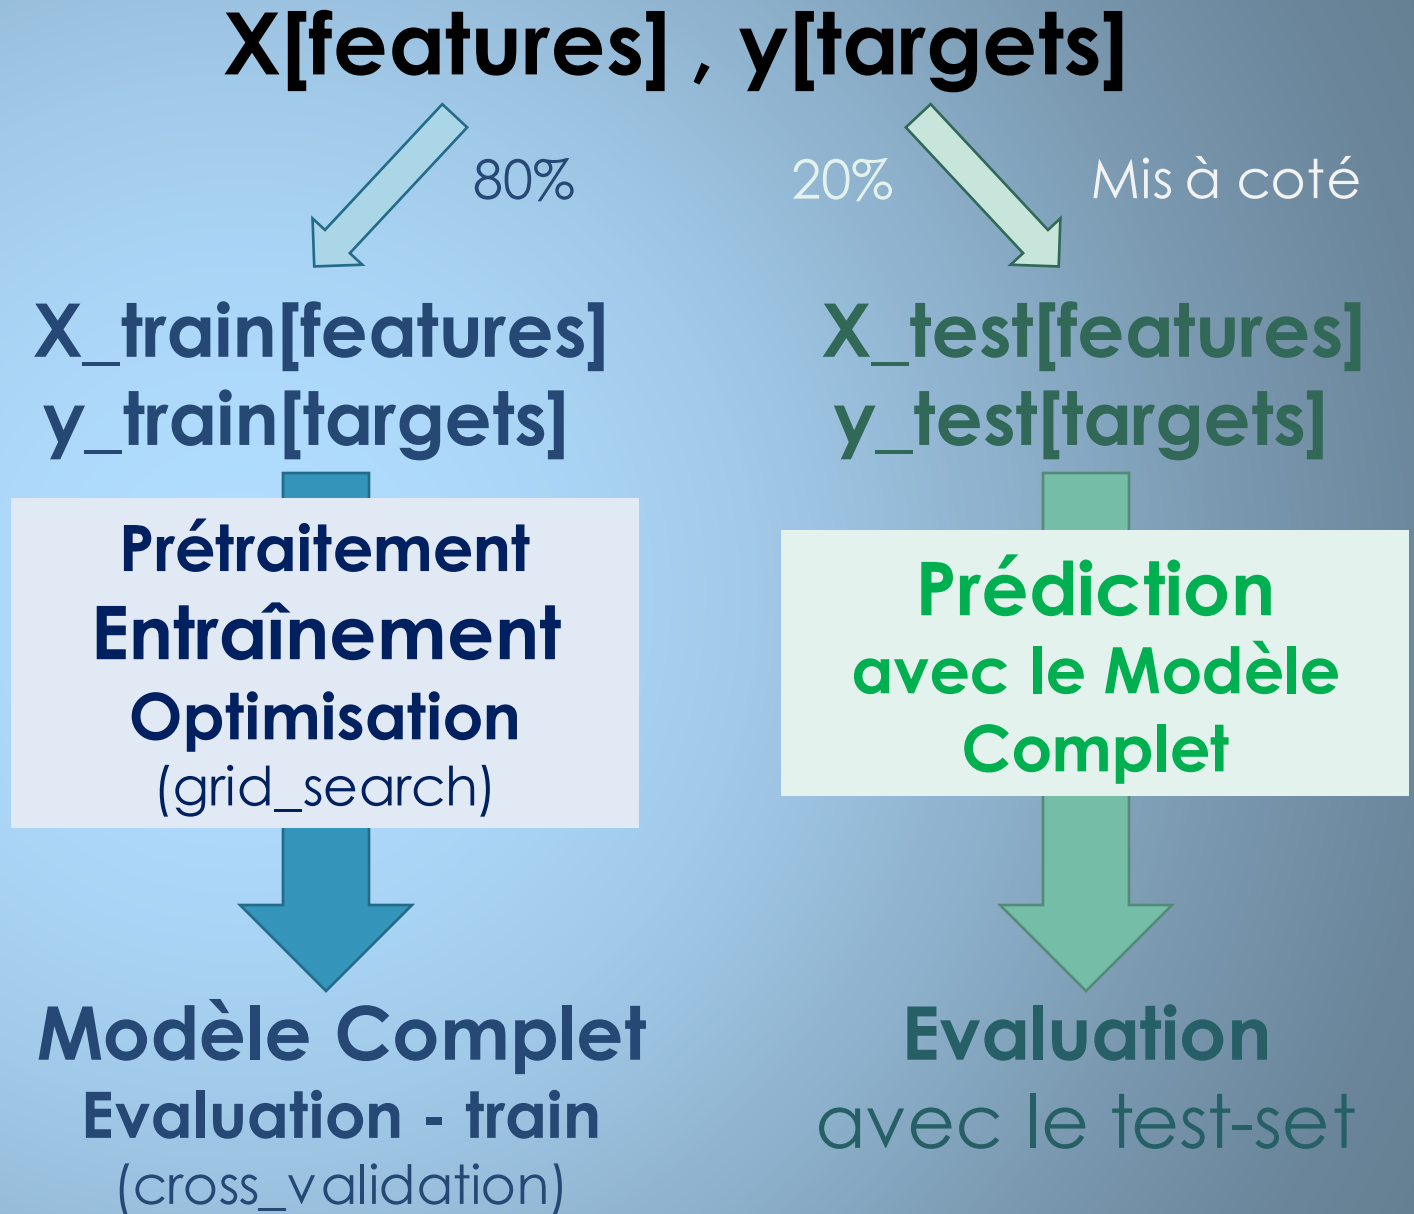 X[features] , y[targets]
80%
20%
Mis à coté
X_train[features]
y_train[targets]
X_test[features]
y_test[targets]
Prétraitement
Entraînement
Optimisation
(grid_search)
Prédiction
avec le Modèle
Complet
Modèle Complet
Evaluation - train
(cross_validation)
Evaluation
avec le test-set